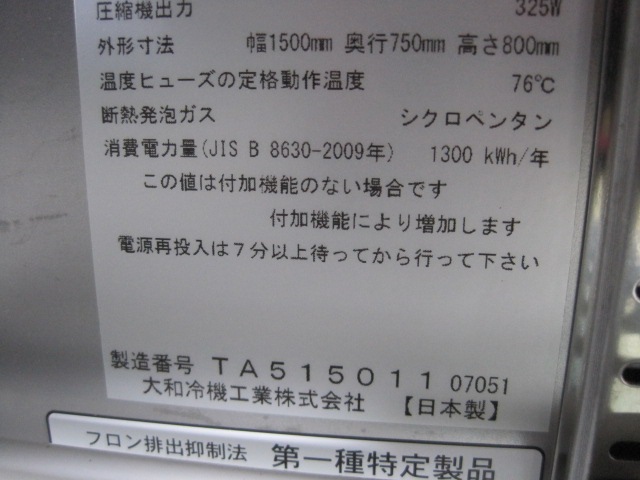 圧縮機出力 325W
外形寸法 幅1500mm 奥行750mm 高さ800mm
温度ヒューズの定格動作温度 76℃
断熱発泡ガス シクロペンタン
消費電力量(JIS B 8630-2009年) 1300 kWh/年
この値は付加機能のない場合です
付加機能により増加します
電源再投入は7分以上待ってから行って下さい
製造番号 TA515011 07051
大和冷機工業株式会社 【日本製】
フロン排出抑制法 第一種特定製品